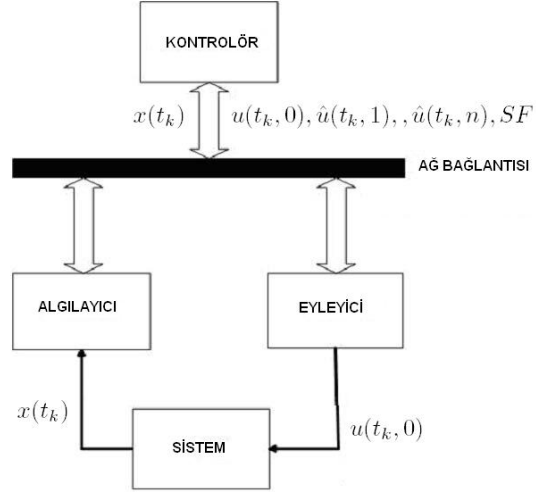 KONTROLÖR
x(t_k) u(t_k, 0), û(t_k, 1), , û(t_k, n), SF
AĞ BAĞLANTISI
ALGILAYICI
EYLEYİCİ
x(t_k)
u(t_k, 0)
SİSTEM